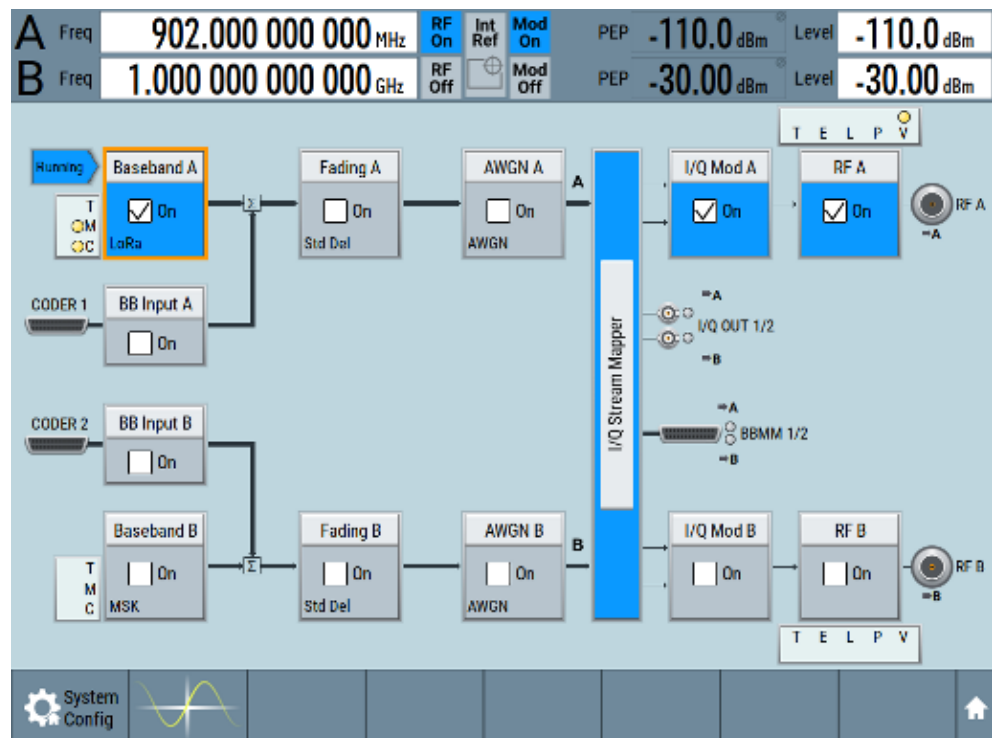 A Freq 902.000 000 000 MHz RF On Int Ref Mod On PEP -110.0 dBm Level -110.0 dBm
B Freq 1.000 000 000 000 GHz RF Off Mod Off PEP -30.00 dBm Level -30.00 dBm
T E L P V
Running
Baseband A
On
LoRa
T
M
C
Fading A
On
Std Del
AWGN A
On
AWGN
A
I/Q Mod A
On
RF A
On
RF A
⇒A
CODER 1
BB Input A
On
I/Q Stream Mapper
⇒A
I/Q OUT 1/2
⇒B
CODER 2
BB Input B
On
⇒A
BBMM 1/2
⇒B
Baseband B
On
MSK
T
M
C
Σ
Σ
Fading B
On
Std Del
AWGN B
On
AWGN
B
I/Q Mod B
On
RF B
On
RF B
⇒B
T E L P V
System
Config